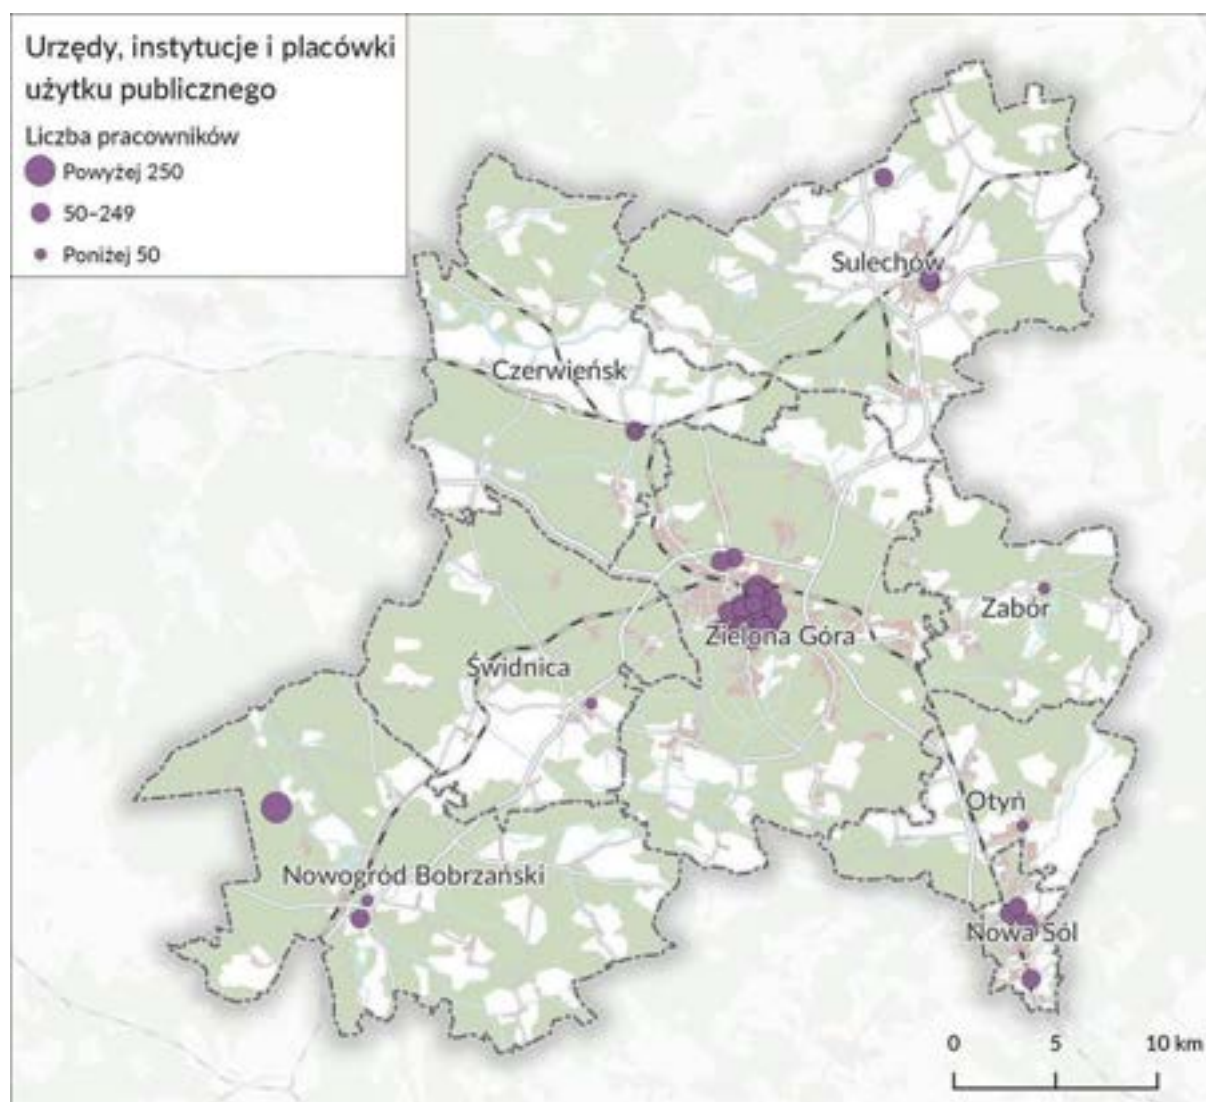 Urzędy, instytucje i placówki
użytku publicznego
Liczba pracowników
Powyżej 250
50–249
Poniżej 50
Sulechów
Czerwieńsk
Zabór
Zielona Góra
Świdnica
Otyń
Nowogród Bobrzański
Nowa Sól
0 5 10 km